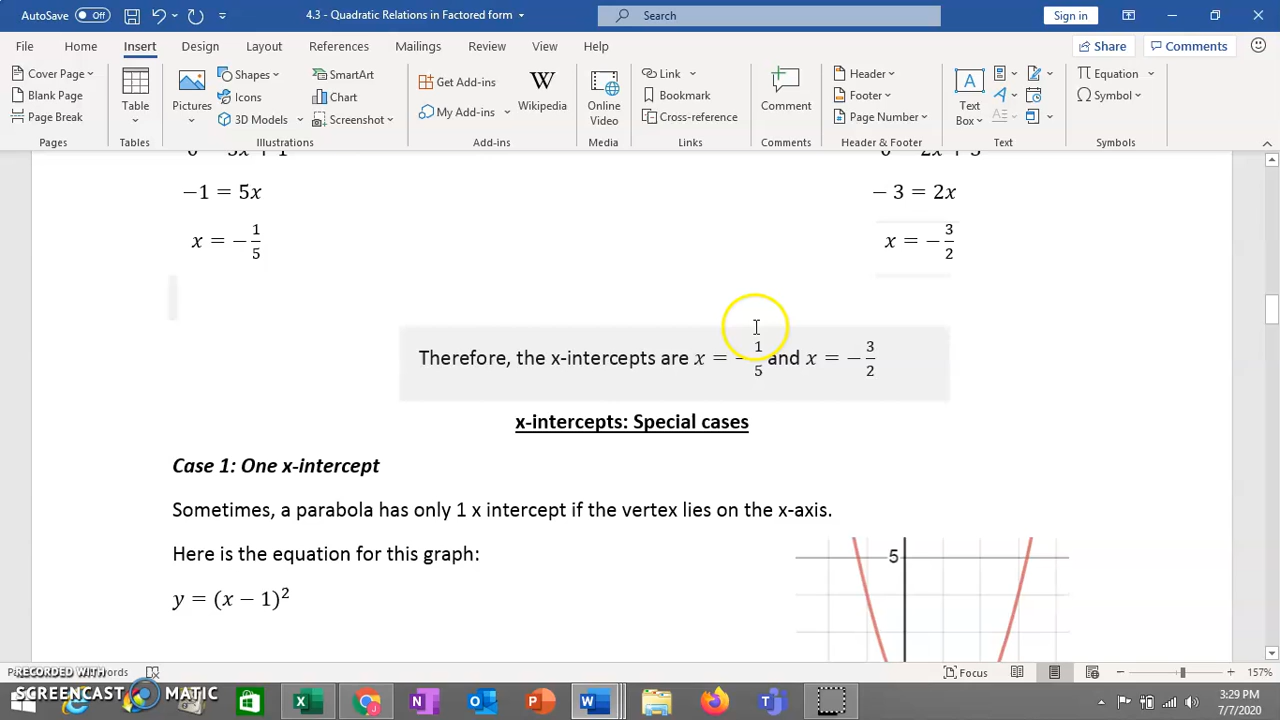 AutoSave Off 4.3 - Quadratic Relations in Factored form Search Sign in
File Home Insert Design Layout References Mailings Review View Help Share Comments
Cover Page
Blank Page
Page Break
Pages
Table
Tables
Pictures
Shapes
Icons
3D Models
SmartArt
Chart
Screenshot
Illustrations
Get Add-ins
My Add-ins
Wikipedia
Add-ins
Online Video
Media
Link
Bookmark
Cross-reference
Links
Comment
Comments
Header
Footer
Page Number
Header & Footer
Text Box
Text
Equation
Symbol
Symbols
−1 = 5x
− 3 = 2x
x = −1/5
x = −3/2
Therefore, the x-intercepts are x = −1/5 and x = −3/2
x-intercepts: Special cases
Case 1: One x-intercept
Sometimes, a parabola has only 1 x intercept if the vertex lies on the x-axis.
Here is the equation for this graph:
5
y = (x − 1)²
Focus 157%
RECORDED WITH
SCREENCAST MATIC
3:29 PM
7/7/2020